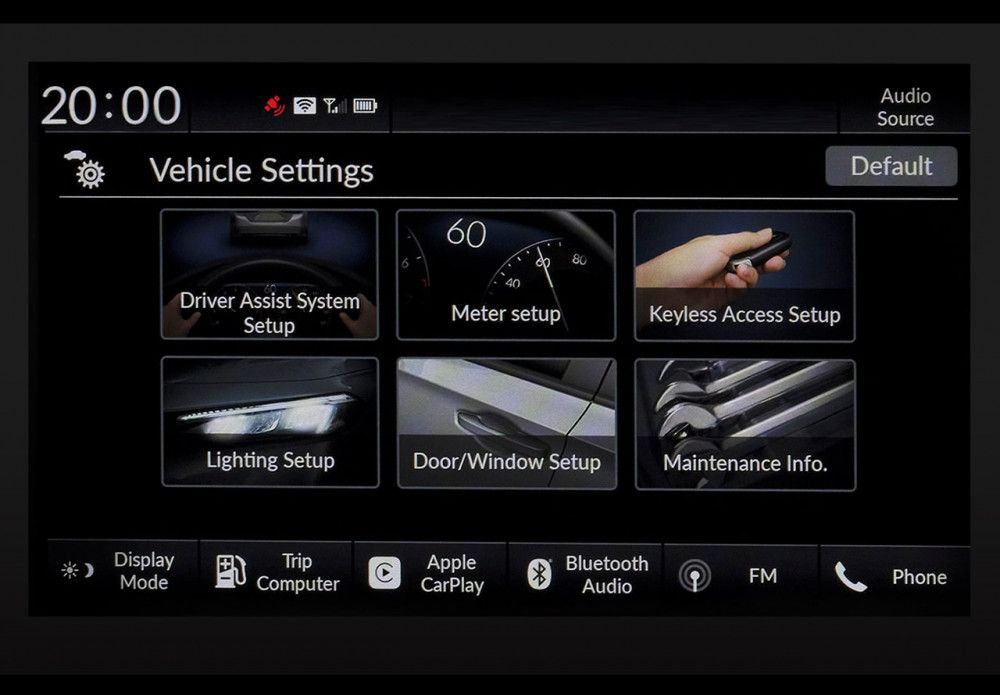 20:00
Audio
Source
Vehicle Settings
Default
Driver Assist System
Setup
60
6
40
60
80
Meter setup
Keyless Access Setup
Lighting Setup
Door/Window Setup
Maintenance Info.
Display
Mode
Trip
Computer
Apple
CarPlay
Bluetooth
Audio
FM
Phone